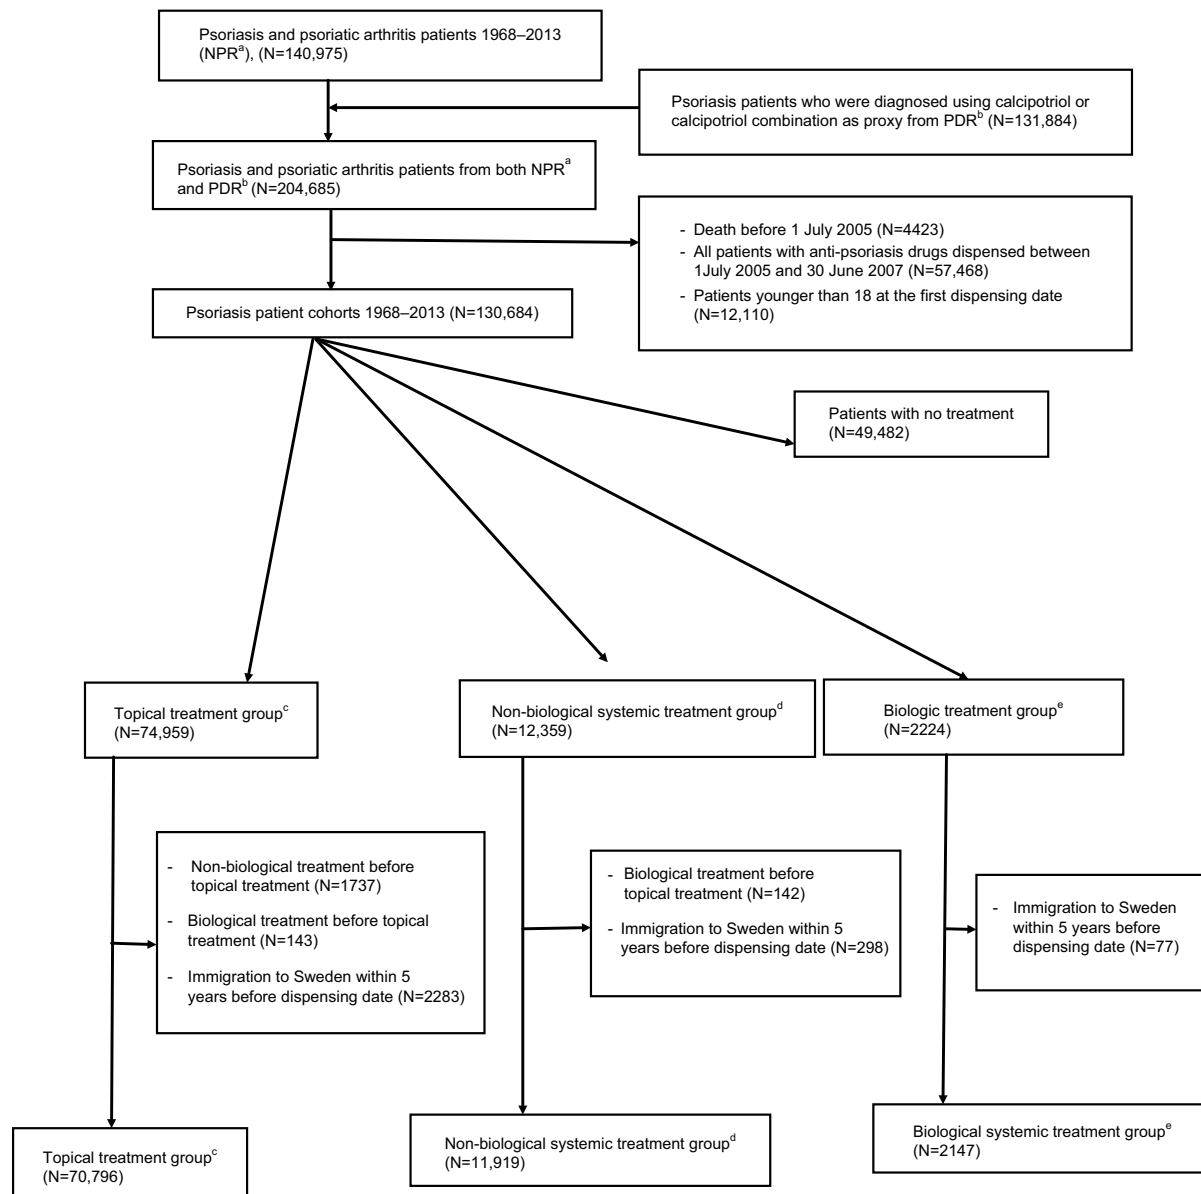 Psoriasis and psoriatic arthritis patients 1968–2013
(NPRᵃ), (N=140,975)
Psoriasis patients who were diagnosed using calcipotriol or
calcipotriol combination as proxy from PDRᵇ (N=131,884)
Psoriasis and psoriatic arthritis patients from both NPRᵃ
and PDRᵇ (N=204,685)
- Death before 1 July 2005 (N=4423)
- All patients with anti-psoriasis drugs dispensed between
1July 2005 and 30 June 2007 (N=57,468)
- Patients younger than 18 at the first dispensing date
(N=12,110)
Psoriasis patient cohorts 1968–2013 (N=130,684)
Patients with no treatment
(N=49,482)
Topical treatment groupᶜ
(N=74,959)
Non-biological systemic treatment groupᵈ
(N=12,359)
Biologic treatment groupᵉ
(N=2224)
- Non-biological treatment before
topical treatment (N=1737)
- Biological treatment before topical
treatment (N=143)
- Immigration to Sweden within 5
years before dispensing date (N=2283)
- Biological treatment before
topical treatment (N=142)
- Immigration to Sweden within 5
years before dispensing date (N=298)
- Immigration to Sweden
within 5 years before
dispensing date (N=77)
Topical treatment groupᶜ
(N=70,796)
Non-biological systemic treatment groupᵈ
(N=11,919)
Biological systemic treatment groupᵉ
(N=2147)